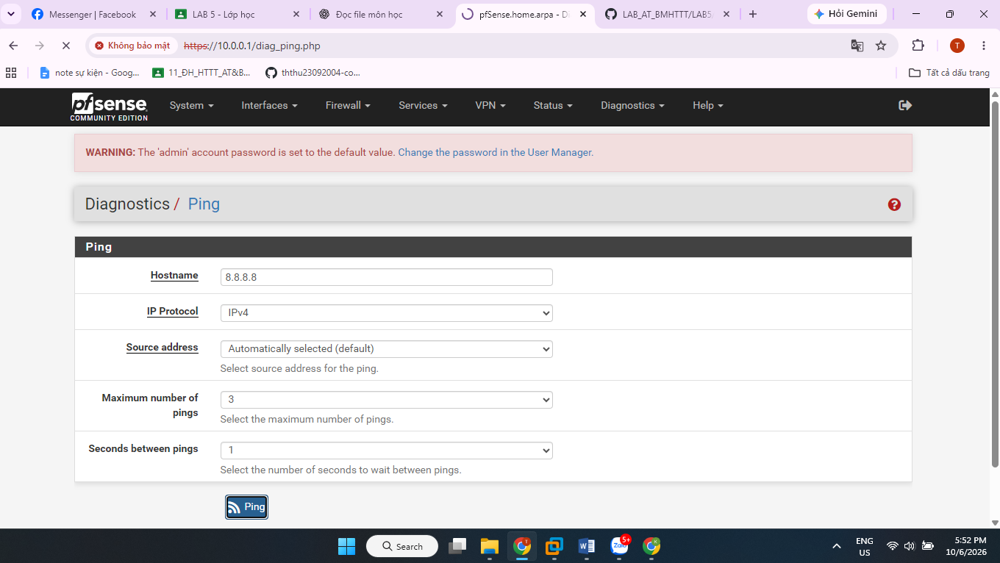 Messenger | Facebook
LAB 5 - Lớp học
Đọc file môn học
pfSense.home.arpa - Di
LAB_AT_BMHTTT/LAB5/
Hỏi Gemini
Không bảo mật
https://10.0.0.1/diag_ping.php
T
note sự kiện - Goog...
11_ĐH_HTTT_AT&B...
ththu23092004-co...
Tất cả dấu trang
pfsense
COMMUNITY EDITION
System
Interfaces
Firewall
Services
VPN
Status
Diagnostics
Help
WARNING: The 'admin' account password is set to the default value. Change the password in the User Manager.
Diagnostics / Ping
Ping
Hostname
8.8.8.8
IP Protocol
IPv4
Source address
Automatically selected (default)
Select source address for the ping.
Maximum number of
pings
3
Select the maximum number of pings.
Seconds between pings
1
Select the number of seconds to wait between pings.
Ping
Search
Zalo
5+
ENG
US
5:52 PM
10/6/2026